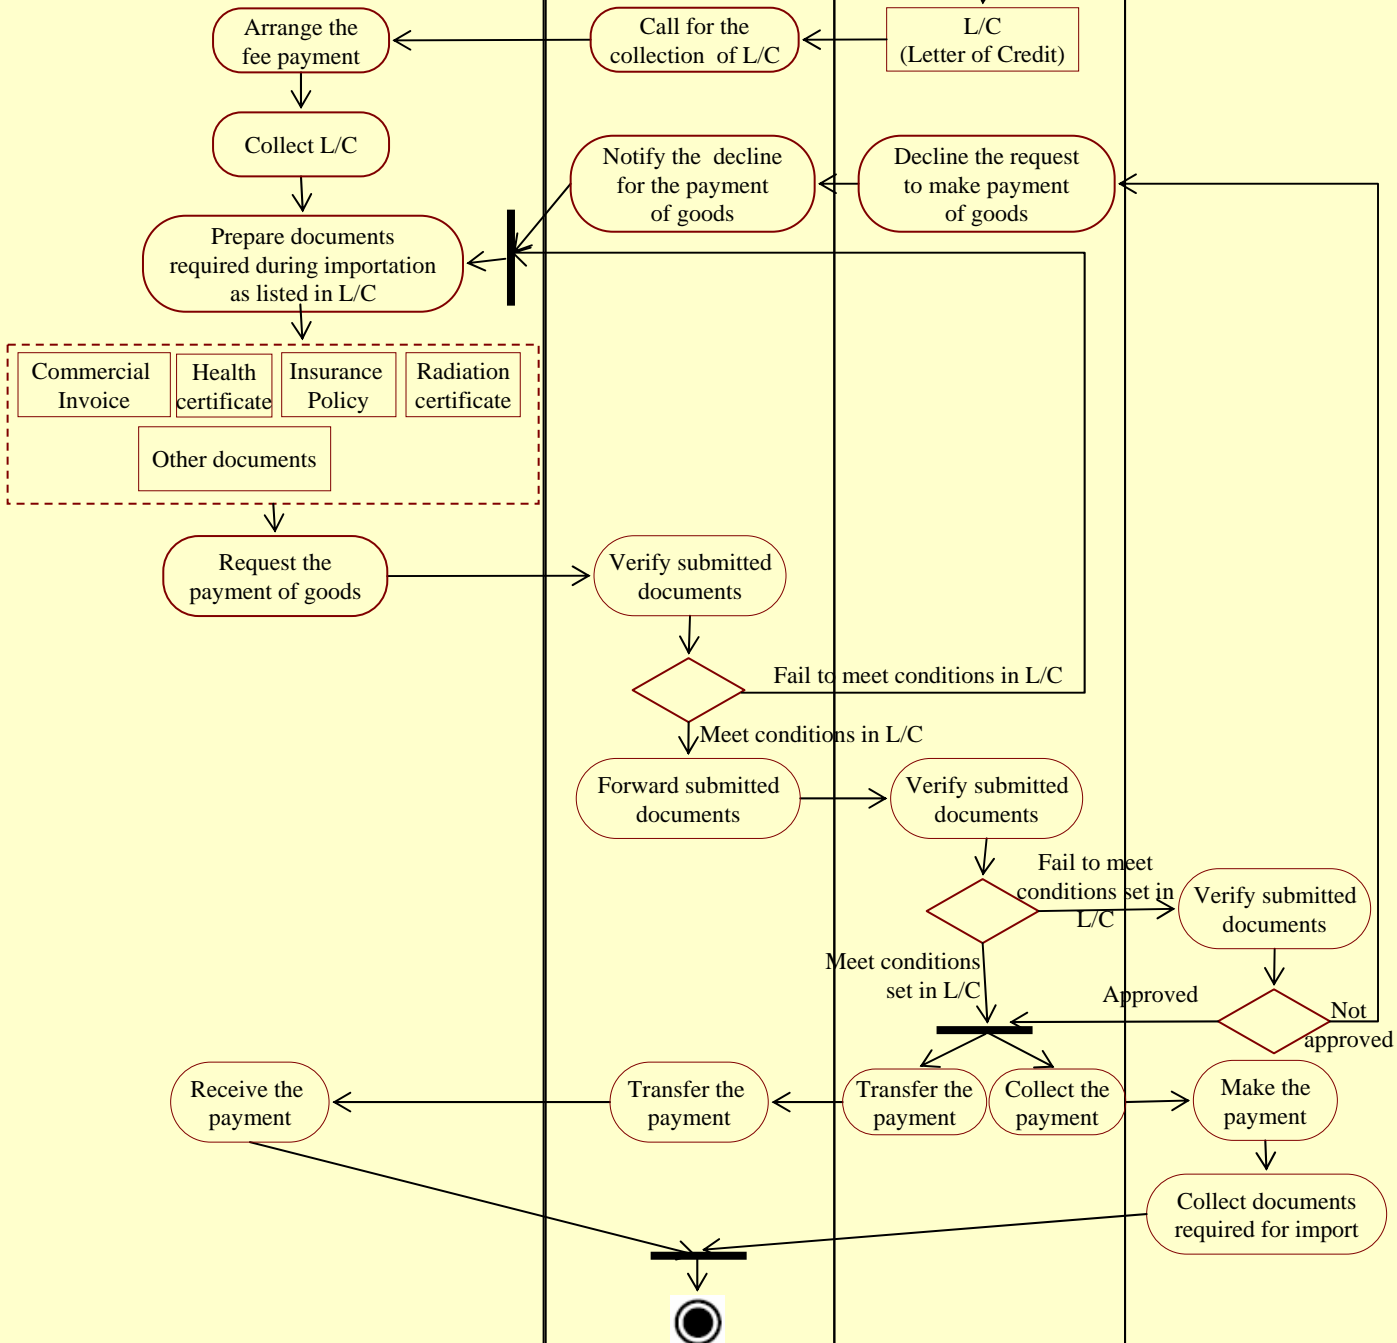 Arrange the
fee payment
Call for the
collection of L/C
L/C
(Letter of Credit)
Collect L/C
Notify the decline
for the payment
of goods
Decline the request
to make payment
of goods
Prepare documents
required during importation
as listed in L/C
Commercial
Invoice
Health
certificate
Insurance
Policy
Radiation
certificate
Other documents
Request the
payment of goods
Verify submitted
documents
Fail to meet conditions in L/C
Meet conditions in L/C
Forward submitted
documents
Verify submitted
documents
Fail to meet
conditions set in
L/C
Verify submitted
documents
Meet conditions
set in L/C
Approved
Not
approved
Receive the
payment
Transfer the
payment
Transfer the
payment
Collect the
payment
Make the
payment
Collect documents
required for import